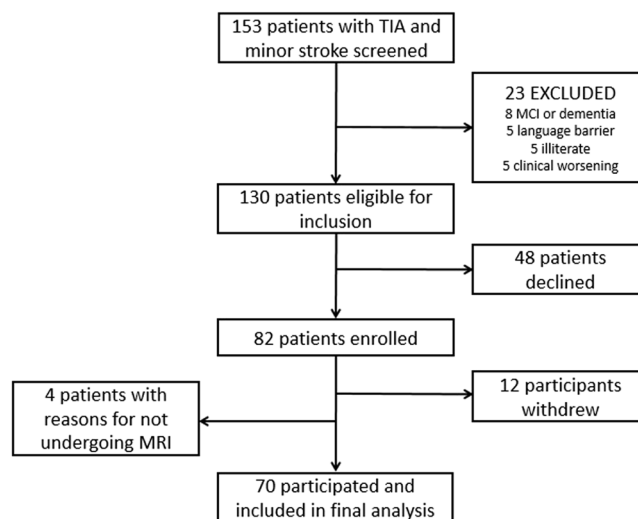 153 patients with TIA and
minor stroke screened
23 EXCLUDED
8 MCI or dementia
5 language barrier
5 illiterate
5 clinical worsening
130 patients eligible for
inclusion
48 patients
declined
82 patients enrolled
4 patients with
reasons for not
undergoing MRI
12 participants
withdrew
70 participated and
included in final analysis